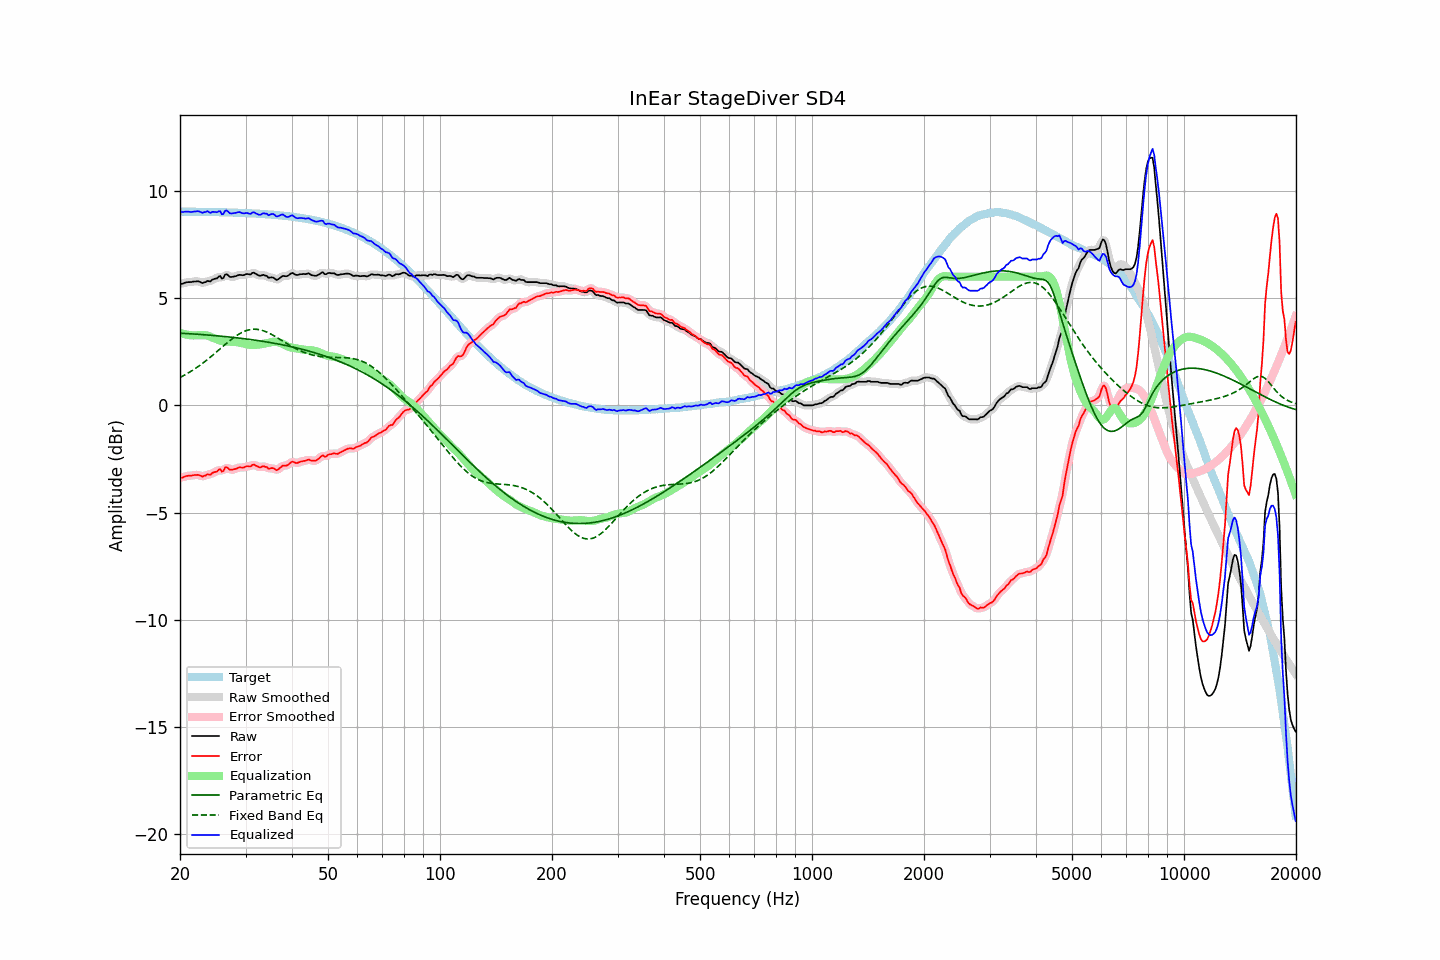 InEar StageDiver SD4
Amplitude (dBr)
10
5
0
−5
−10
−15
−20
Target
Raw Smoothed
Error Smoothed
Raw
Error
Equalization
Parametric Eq
Fixed Band Eq
Equalized
20 50 100 200 500 1000 2000 5000 10000 20000
Frequency (Hz)